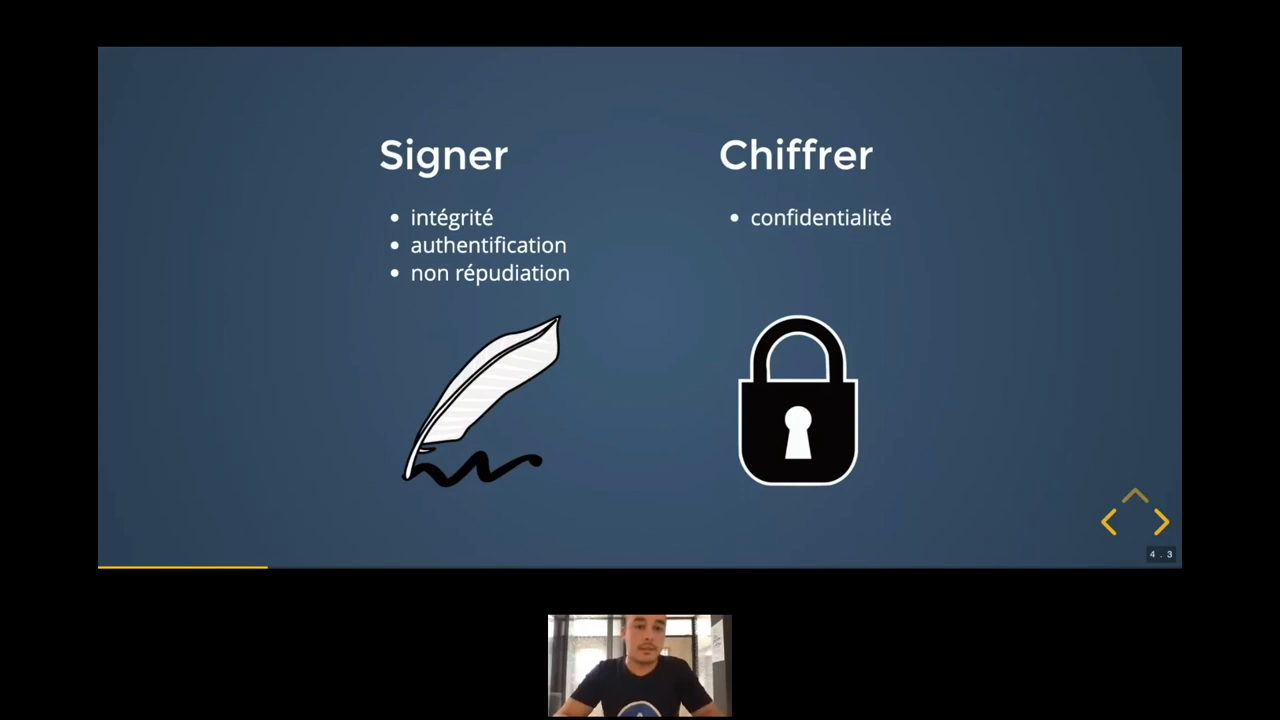 Signer
intégrité
authentification
non répudiation
Chiffrer
confidentialité
4 . 3